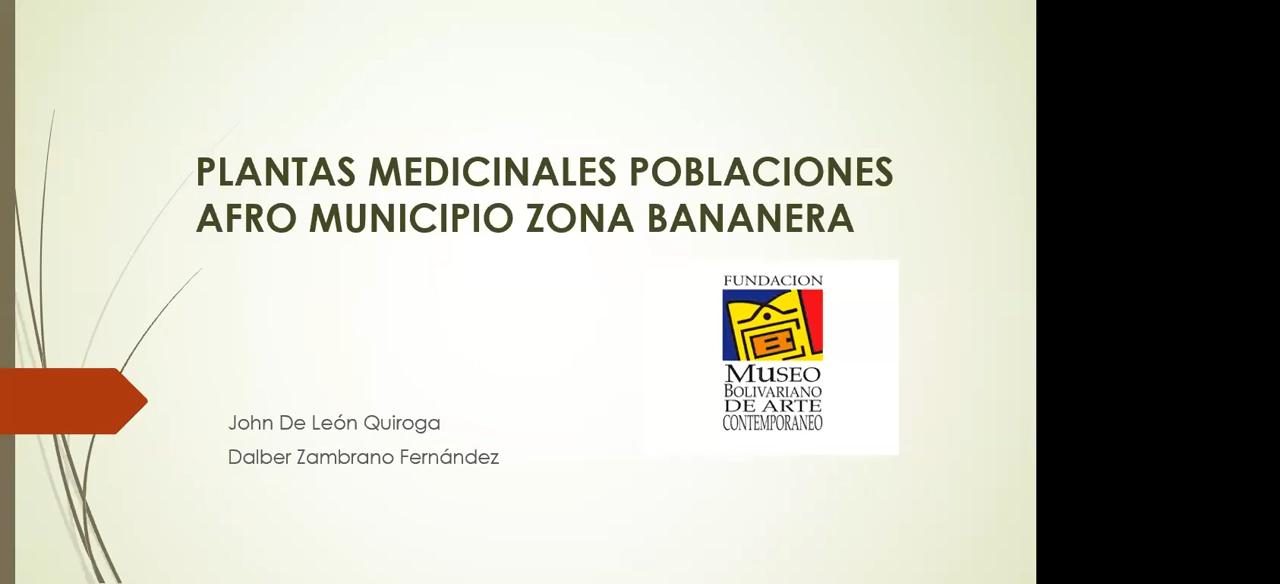 PLANTAS MEDICINALES POBLACIONES
AFRO MUNICIPIO ZONA BANANERA
FUNDACION
MUSEO
BOLIVARIANO
DE ARTE
CONTEMPORANEO
John De León Quiroga
Dalber Zambrano Fernández